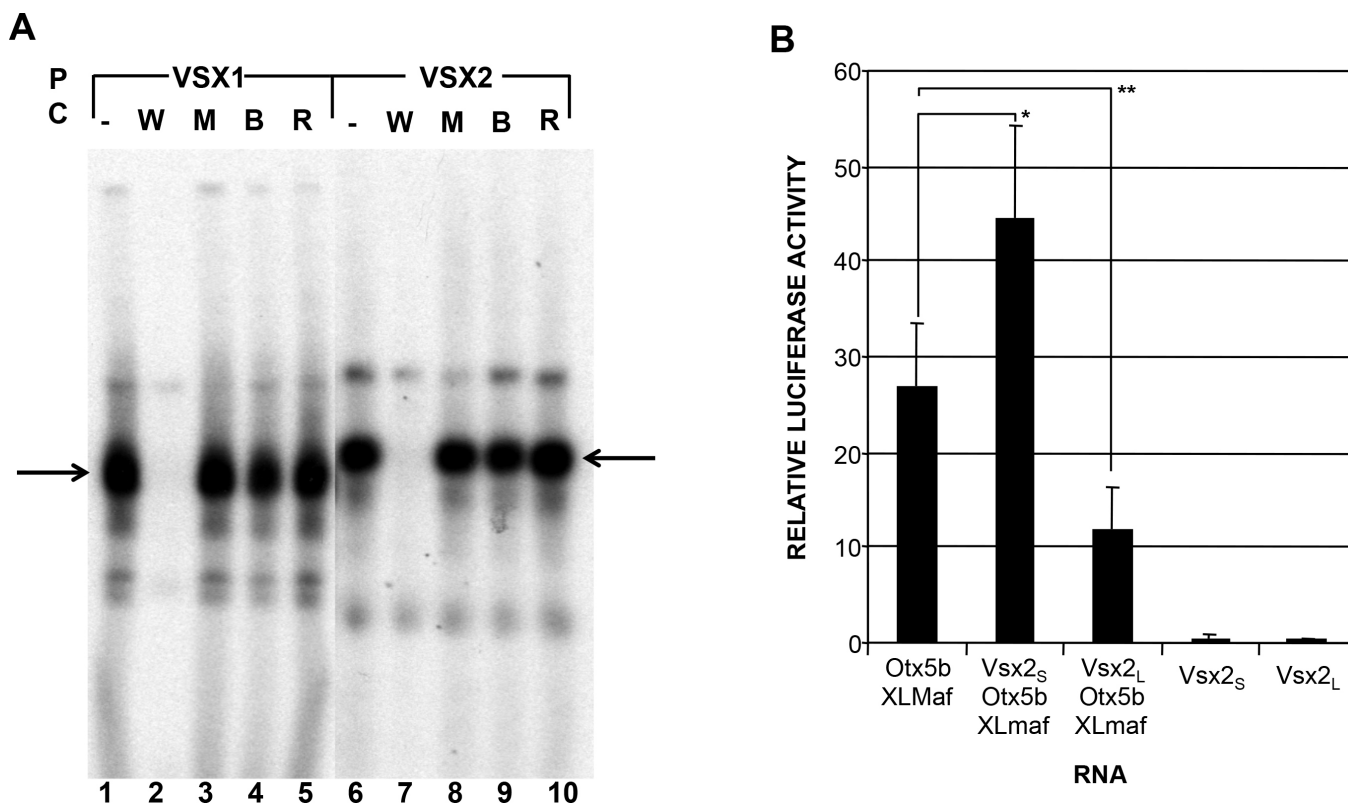 A
P VSX1 VSX2
C - W M B R - W M B R
1 2 3 4 5 6 7 8 9 10
B
RELATIVE LUCIFERASE ACTIVITY
60
50
40
30
20
10
0
**
*
Otx5b
XLMaf
Vsx2S
Otx5b
XLmaf
Vsx2L
Otx5b
XLmaf
Vsx2S
Vsx2L
RNA